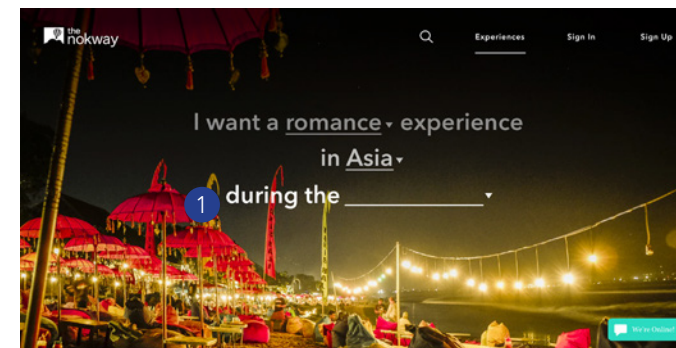 the
nokway
Experiences
Sign In
Sign Up
I want a romance experience
in Asia
1 during the
We're Online!